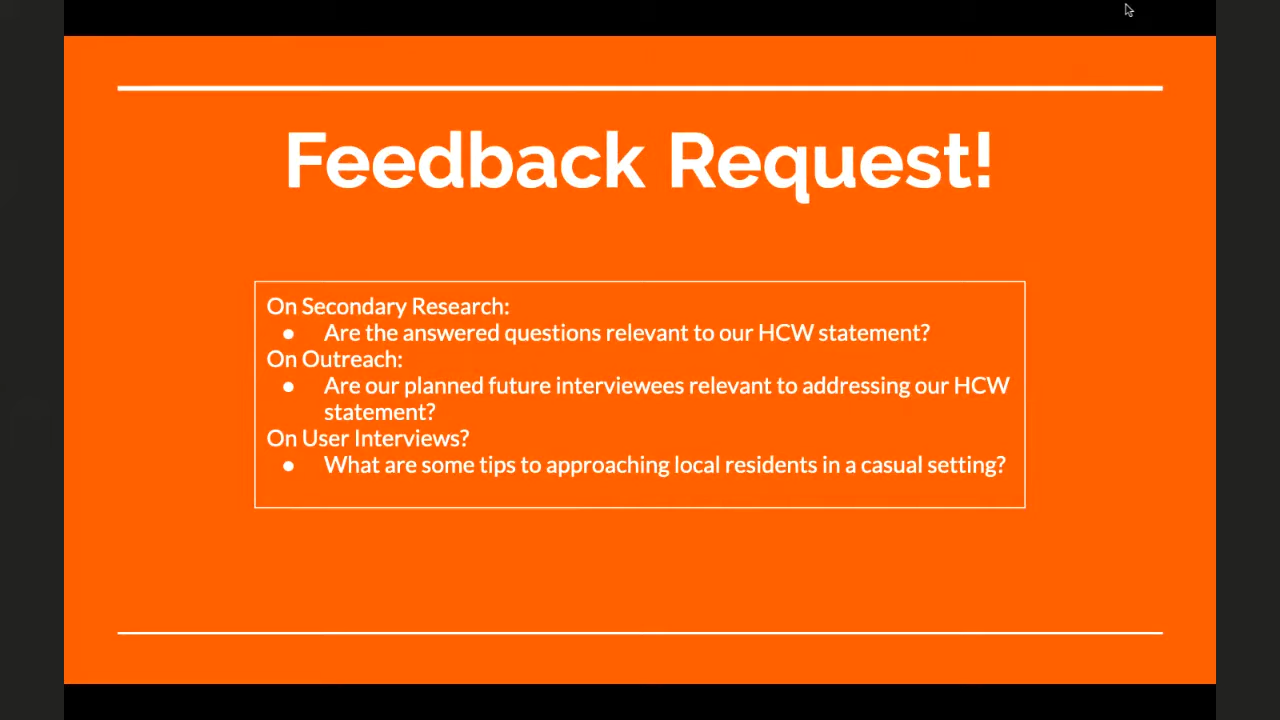 Feedback Request!
On Secondary Research:
● Are the answered questions relevant to our HCW statement?
On Outreach:
● Are our planned future interviewees relevant to addressing our HCW
statement?
On User Interviews?
● What are some tips to approaching local residents in a casual setting?